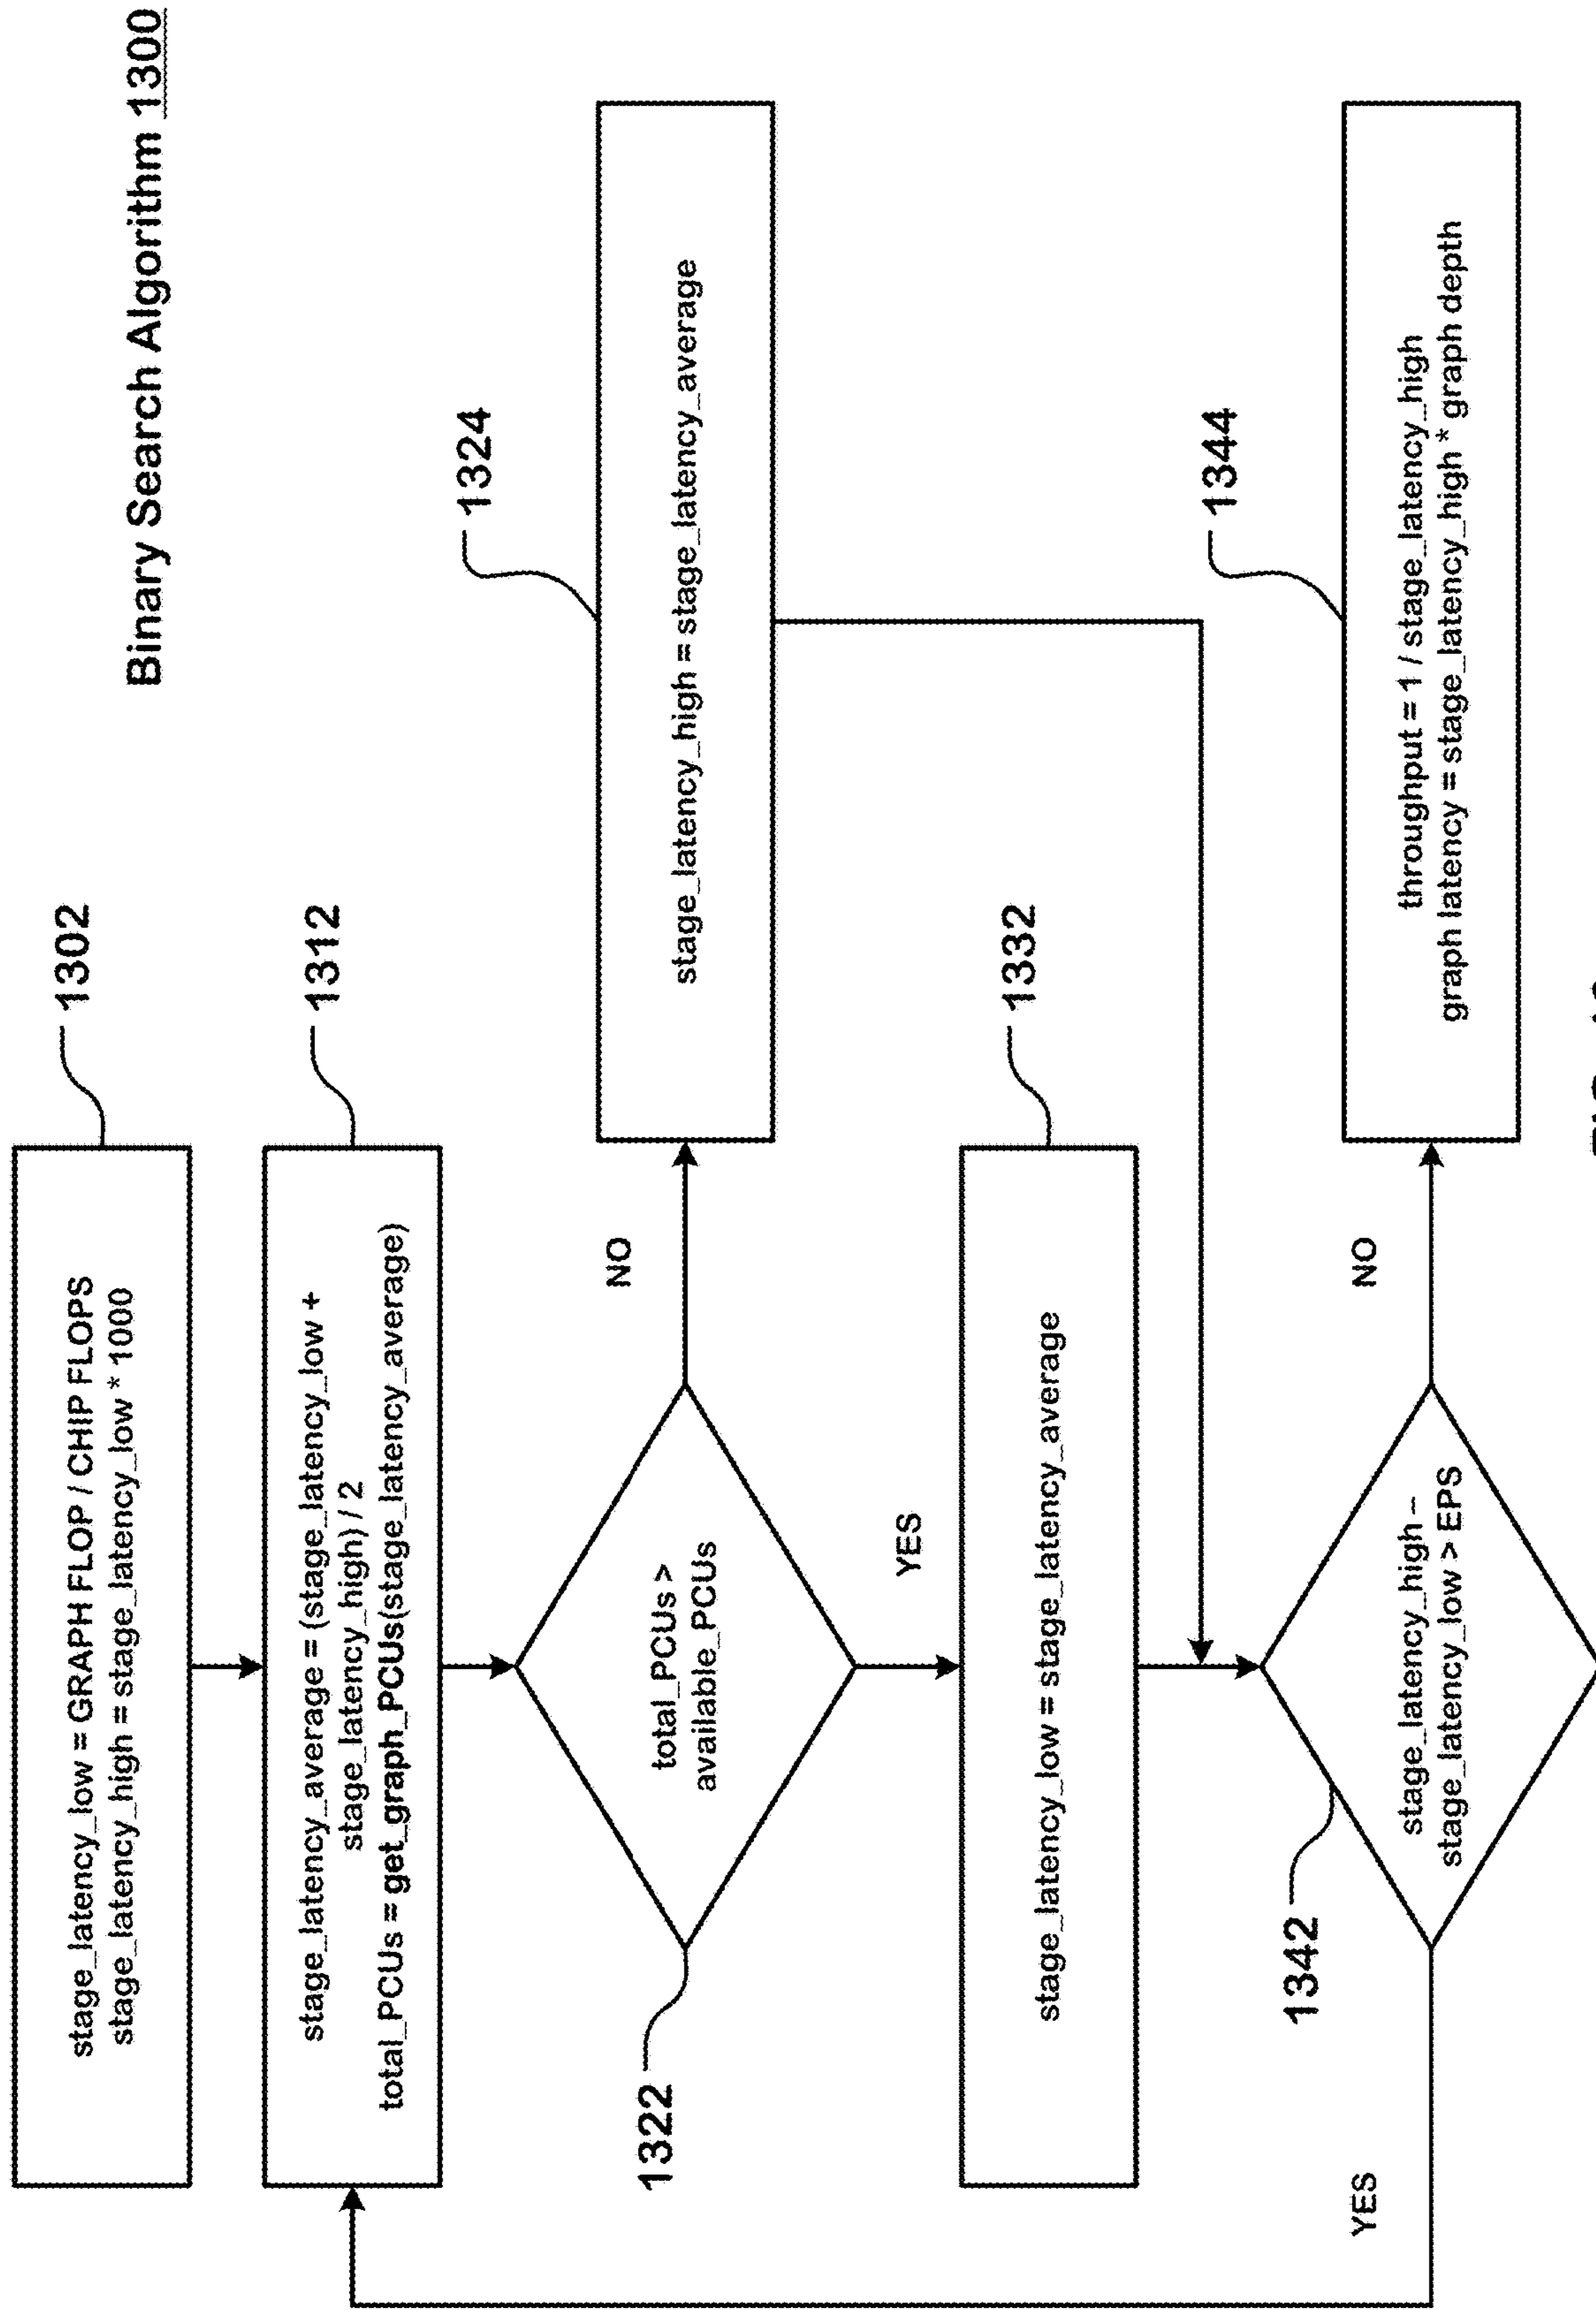 Binary Search Algorithm 1300
1302
stage_latency_low = GRAPH FLOP / CHIP FLOPS
stage_latency_high = stage_latency_low * 1000
1312
stage_latency_average = (stage_latency_low +
stage_latency_high) / 2
total_PCUs = get_graph_PCUs(stage_latency_average)
1322
total_PCUs >
available_PCUs
NO
1324
stage_latency_high = stage_latency_average
YES
1332
stage_latency_low = stage_latency_average
1342
stage_latency_high –
stage_latency_low > EPS
YES
NO
1344
throughput = 1 / stage_latency_high
graph latency = stage_latency_high * graph depth